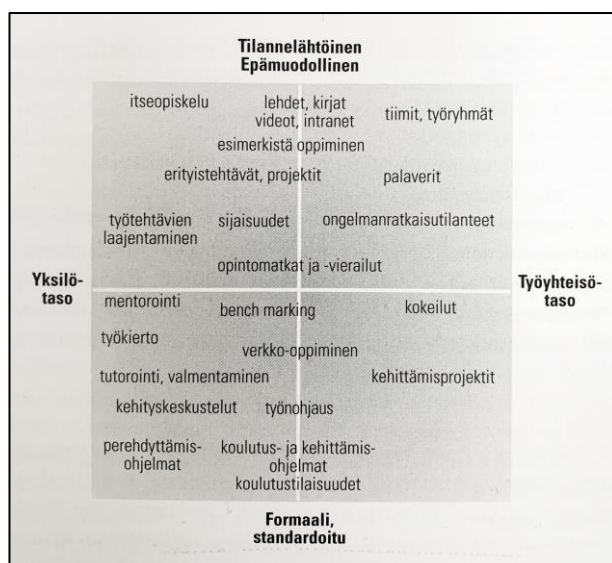 Tilannelähtöinen
Epämuodollinen
itseopiskelu
lehdet, kirjat
videot, intranet
tiimit, työryhmät
esimerkistä oppiminen
erityistehtävät, projektit
palaverit
työtehtävien
laajentaminen
sijaisuudet
ongelmanratkaisutilanteet
opintomatkat ja -vierailut
Yksilö-
taso
Työyhteisö-
taso
mentorointi
bench marking
kokeilut
työkierto
verkko-oppiminen
tutorointi, valmentaminen
kehittämisprojektit
kehityskeskustelut
työnohjaus
perehdyttämis-
ohjelmat
koulutus- ja kehittämis-
ohjelmat
koulutustilaisuudet
Formaali,
standardoitu